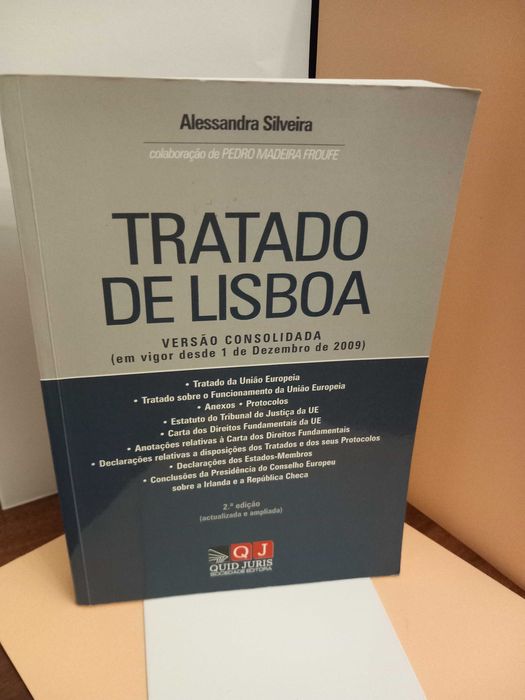 Alessandra Silveira
colaboração de PEDRO MADEIRA FROUFE
TRATADO
DE LISBOA
VERSÃO CONSOLIDADA
(em vigor desde 1 de Dezembro de 2009)
• Tratado da União Europeia
• Tratado sobre o Funcionamento da União Europeia
• Anexos • Protocolos
• Estatuto do Tribunal de Justiça da UE
• Carta dos Direitos Fundamentais da UE
• Anotações relativas à Carta dos Direitos Fundamentais
• Declarações relativas a disposições dos Tratados e dos seus Protocolos
• Declarações dos Estados-Membros
• Conclusões da Presidência do Conselho Europeu
sobre a Irlanda e a República Checa
2.ª edição
(actualizada e ampliada)
QJ
QUID JURIS
SOCIEDADE EDITORA